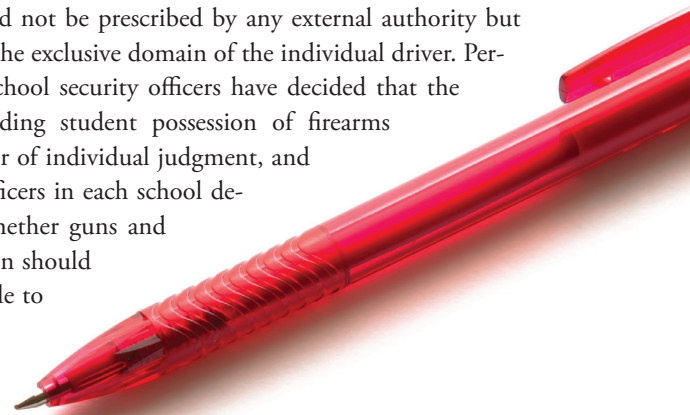 d not be prescribed by any external authority but
he exclusive domain of the individual driver. Per-
chool security officers have decided that the
ding student possession of firearms
r of individual judgment, and
ficers in each school de-
hether guns and
n should
le to